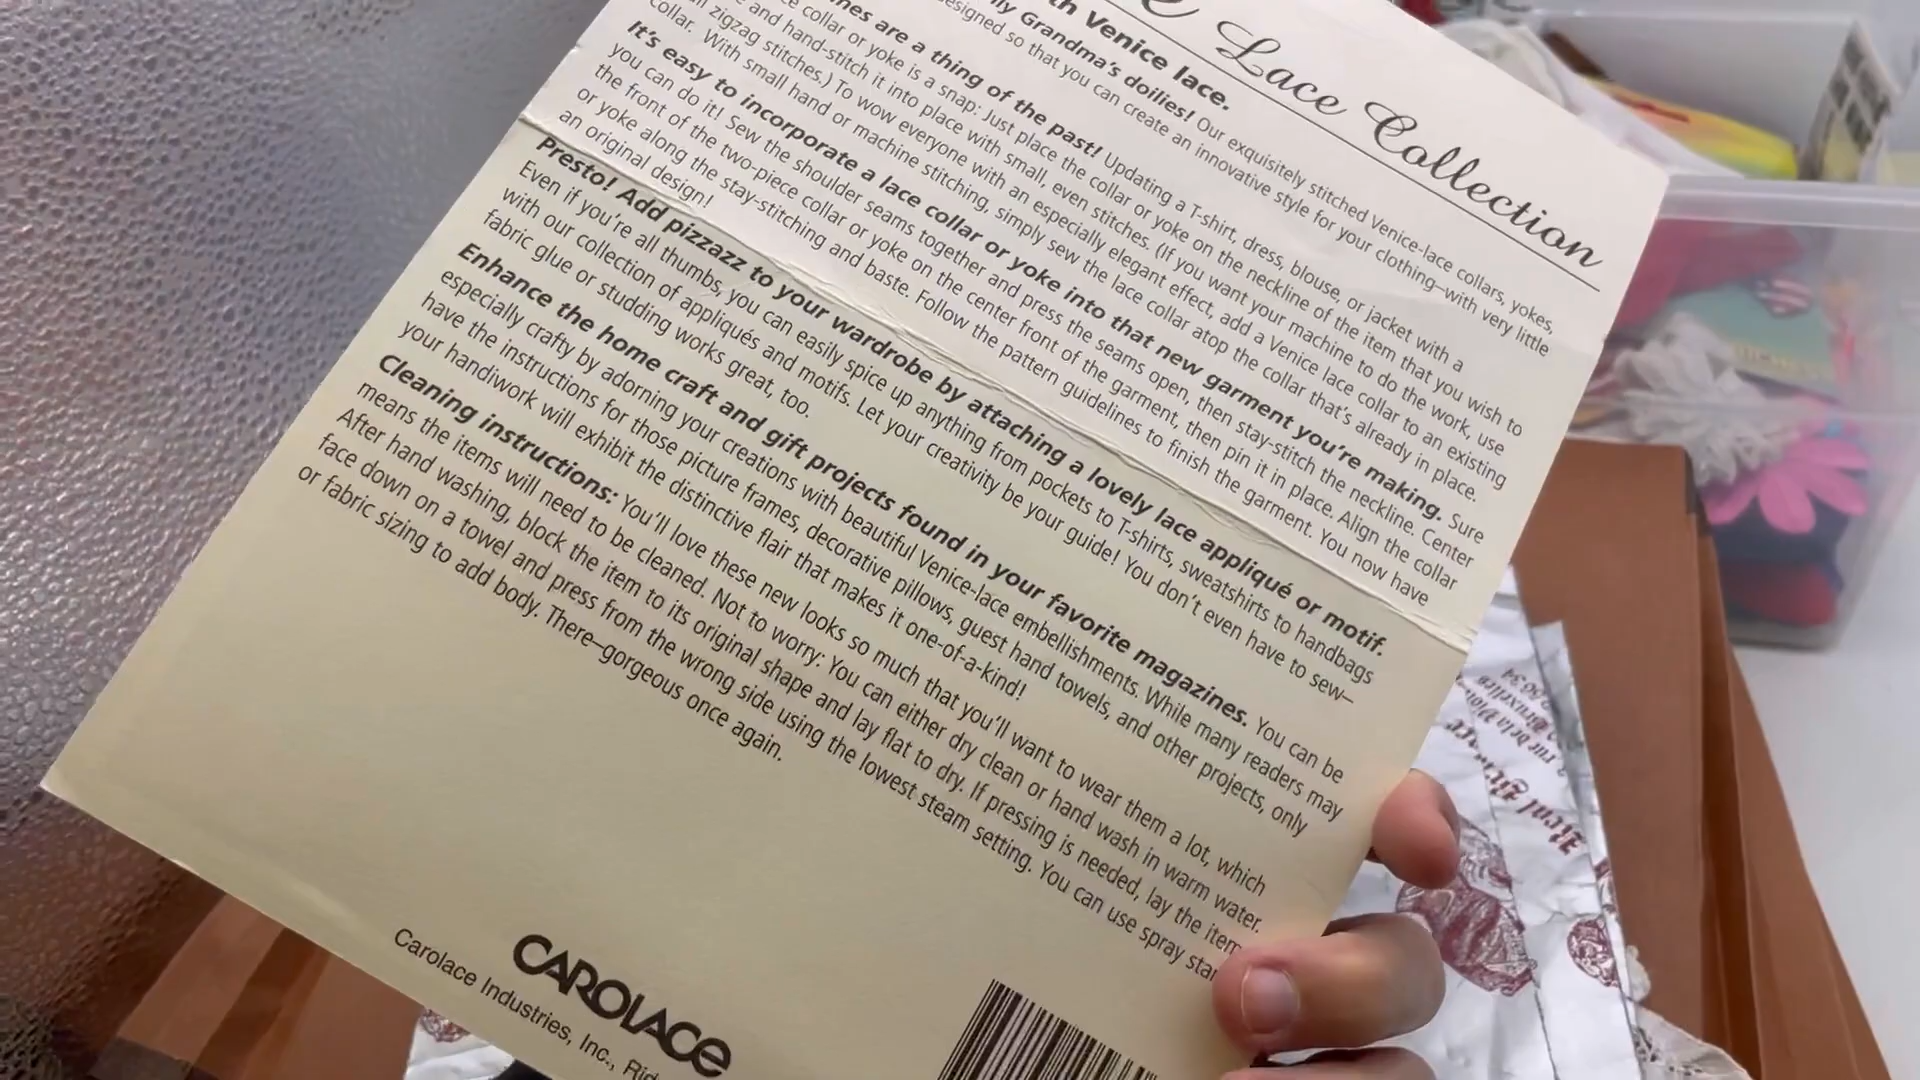 Lace Collection
th Venice lace.
Grandma's doilies! Our exquisitely stitched Venice-lace collars, yokes,
designed so that you can create an innovative style for your clothing—with very little
ines are a thing of the past! Updating a T-shirt, dress, blouse, or jacket with a
ce collar or yoke is a snap: Just place the collar or yoke on the neckline of the item that you wish to
e and hand-stitch it into place with small, even stitches. (If you want your machine to do the work, use
zigzag stitches.) To wow everyone with an especially elegant effect, add a Venice lace collar to an existing
collar. With small hand or machine stitching, simply sew the lace collar atop the collar that's already in place.
It's easy to incorporate a lace collar or yoke into that new garment you're making. Sure
you can do it! Sew the shoulder seams together and press the seams open, then stay-stitch the neckline. Center
the front of the two-piece collar or yoke on the center front of the garment, then pin it in place. Align the collar
or yoke along the stay-stitching and baste. Follow the pattern guidelines to finish the garment. You now have
an original design!
Presto! Add pizzazz to your wardrobe by attaching a lovely lace appliqué or motif.
Even if you're all thumbs, you can easily spice up anything from pockets to T-shirts, sweatshirts to handbags
with our collection of appliqués and motifs. Let your creativity be your guide! You don't even have to sew—
fabric glue or studding works great, too.
Enhance the home craft and gift projects found in your favorite magazines. You can be
especially crafty by adorning your creations with beautiful Venice-lace embellishments. While many readers may
have the instructions for those picture frames, decorative pillows, guest hand towels, and other projects, only
your handiwork will exhibit the distinctive flair that makes it one-of-a-kind!
Cleaning instructions: You'll love these new looks so much that you'll want to wear them a lot, which
means the items will need to be cleaned. Not to worry: You can either dry clean or hand wash in warm water.
After hand washing, block the item to its original shape and lay flat to dry. If pressing is needed, lay the item
face down on a towel and press from the wrong side using the lowest steam setting. You can use spray star
or fabric sizing to add body. There—gorgeous once again.
CAROLACE
Carolace Industries, Inc.,